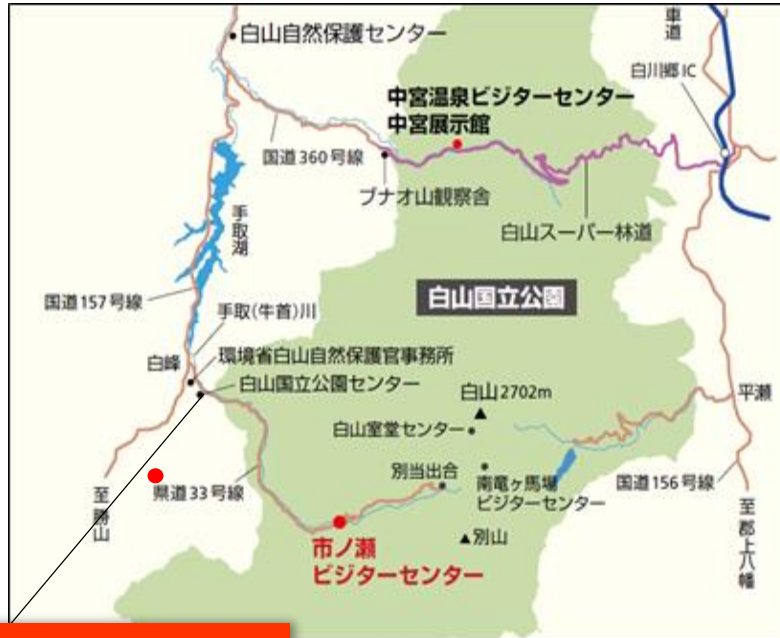 白山自然保護センター
車道
白川郷IC
中宮温泉ビジターセンター
中宮展示館
国道360号線
ブナオ山観察舎
白山スーパー林道
手取湖
白山国立公園
国道157号線
手取(牛首)川
白峰
環境省白山自然保護官事務所
白山国立公園センター
白山2702m
平瀬
白山室堂センター
別当出合
南竜ヶ馬場
ビジターセンター
国道156号線
県道33号線
至勝山
至郡上八幡
別山
市ノ瀬
ビジターセンター